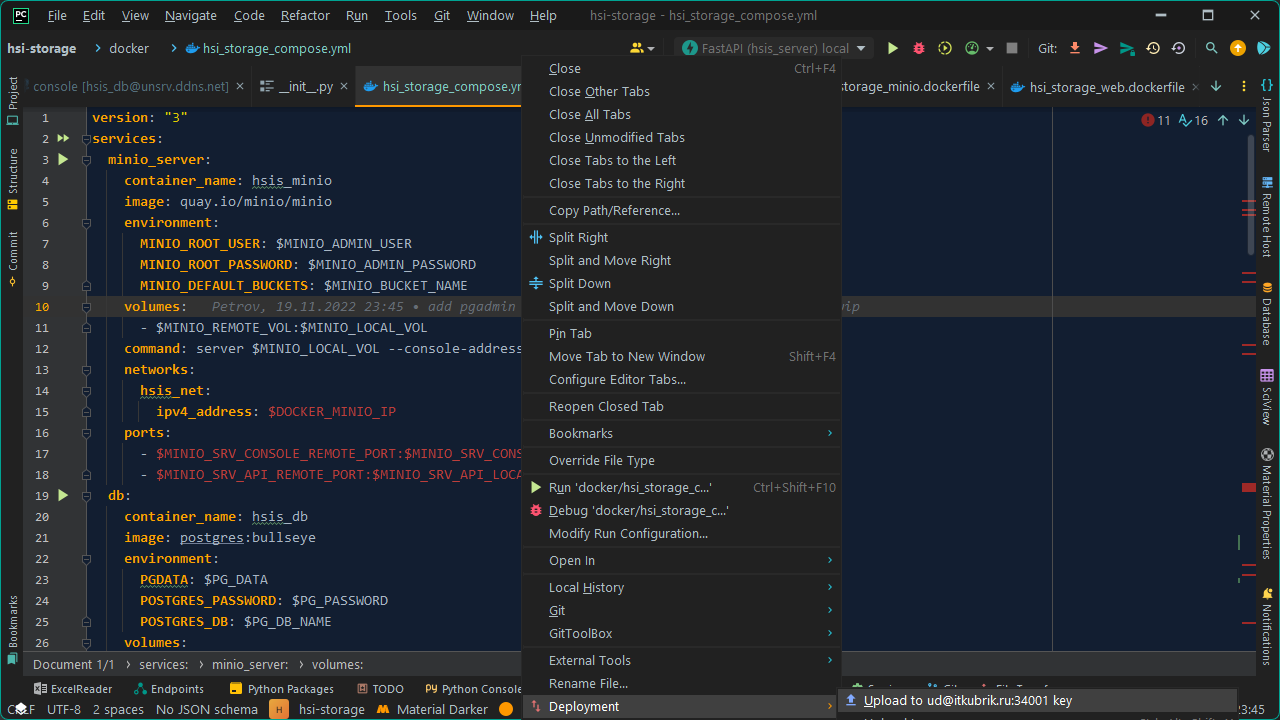 PC File Edit View Navigate Code Refactor Run Tools Git Window Help hsi-storage - hsi_storage_compose.yml
hsi-storage docker hsi_storage_compose.yml FastAPI (hsis_server) local Git:
console [hsis_db@unsrv.ddns.net] __init__.py hsi_storage_compose.yml storage_minio.dockerfile hsi_storage_web.dockerfile
11 16
Project
Structure
Commit
Bookmarks
1 version: "3"
2 services:
3 minio_server:
4 container_name: hsis_minio
5 image: quay.io/minio/minio
6 environment:
7 MINIO_ROOT_USER: $MINIO_ADMIN_USER
8 MINIO_ROOT_PASSWORD: $MINIO_ADMIN_PASSWORD
9 MINIO_DEFAULT_BUCKETS: $MINIO_BUCKET_NAME
10 volumes: Petrov, 19.11.2022 23:45 • add pgadmin
11 - $MINIO_REMOTE_VOL:$MINIO_LOCAL_VOL
12 command: server $MINIO_LOCAL_VOL --console-address
13 networks:
14 hsis_net:
15 ipv4_address: $DOCKER_MINIO_IP
16 ports:
17 - $MINIO_SRV_CONSOLE_REMOTE_PORT:$MINIO_SRV_CONS
18 - $MINIO_SRV_API_REMOTE_PORT:$MINIO_SRV_API_LOCA
19 db:
20 container_name: hsis_db
21 image: postgres:bullseye
22 environment:
23 PGDATA: $PG_DATA
24 POSTGRES_PASSWORD: $PG_PASSWORD
25 POSTGRES_DB: $PG_DB_NAME
26 volumes:
Close Ctrl+F4
Close Other Tabs
Close All Tabs
Close Unmodified Tabs
Close Tabs to the Left
Close Tabs to the Right
Copy Path/Reference...
Split Right
Split and Move Right
Split Down
Split and Move Down
Pin Tab
Move Tab to New Window Shift+F4
Configure Editor Tabs...
Reopen Closed Tab
Bookmarks
Override File Type
Run 'docker/hsi_storage_c...' Ctrl+Shift+F10
Debug 'docker/hsi_storage_c...'
Modify Run Configuration...
Open In
Local History
Git
GitToolBox
External Tools
Rename File...
Deployment
Upload to ud@itkubrik.ru:34001 key
Json Parser
Remote Host
Database
SciView
Material Properties
Notifications
Document 1/1 services: minio_server: volumes:
ExcelReader Endpoints Python Packages TODO Python Console
UTF-8 2 spaces No JSON schema H hsi-storage Material Darker 23:45